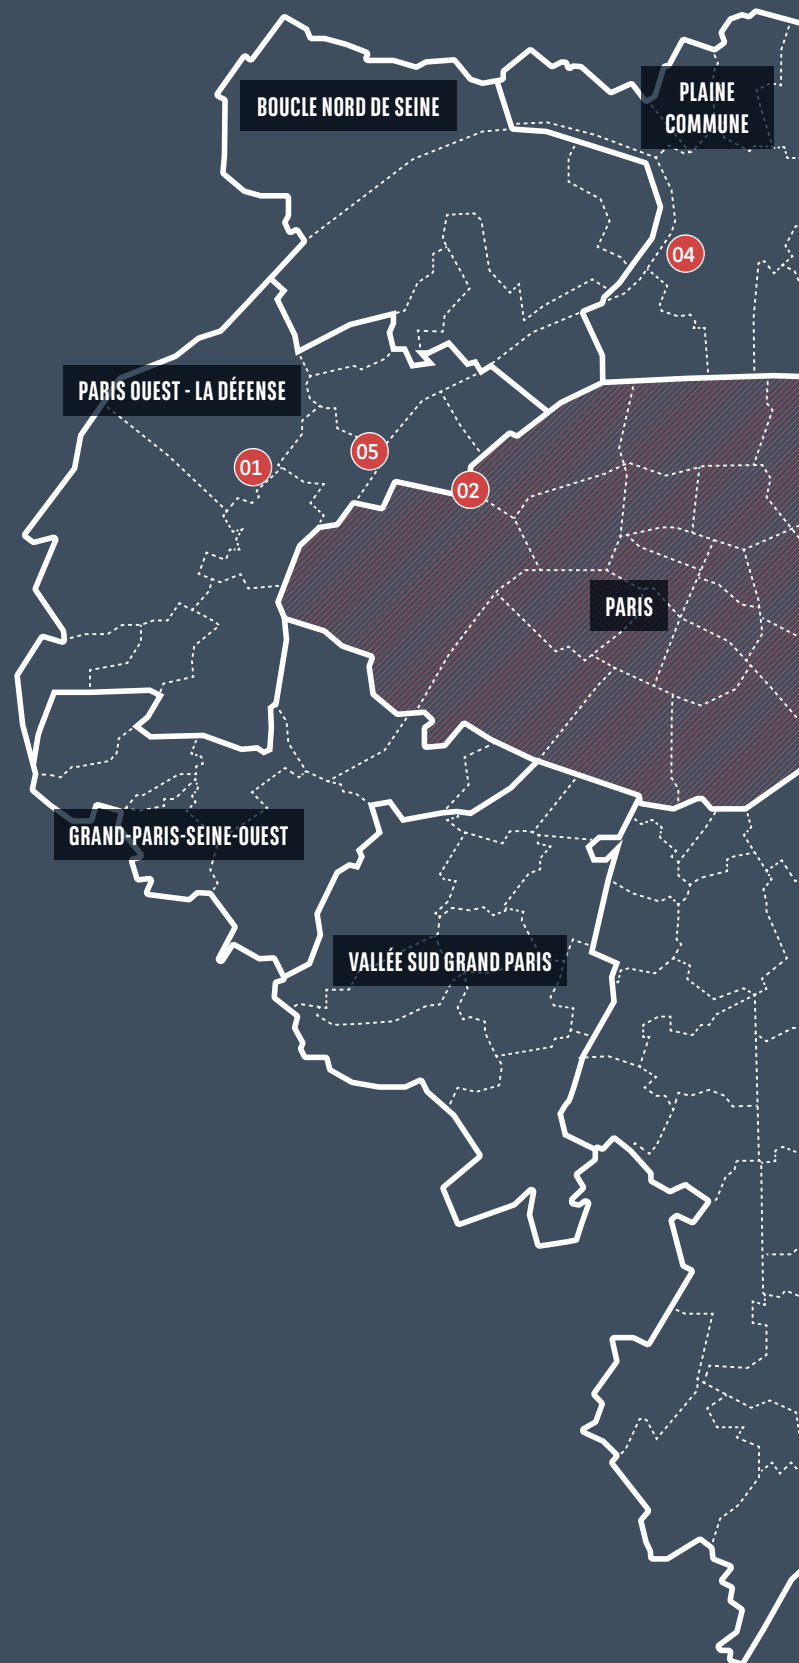 BOUCLE NORD DE SEINE
PLAINE
COMMUNE
04
PARIS OUEST - LA DÉFENSE
01
05
02
PARIS
GRAND-PARIS-SEINE-OUEST
VALLÉE SUD GRAND PARIS